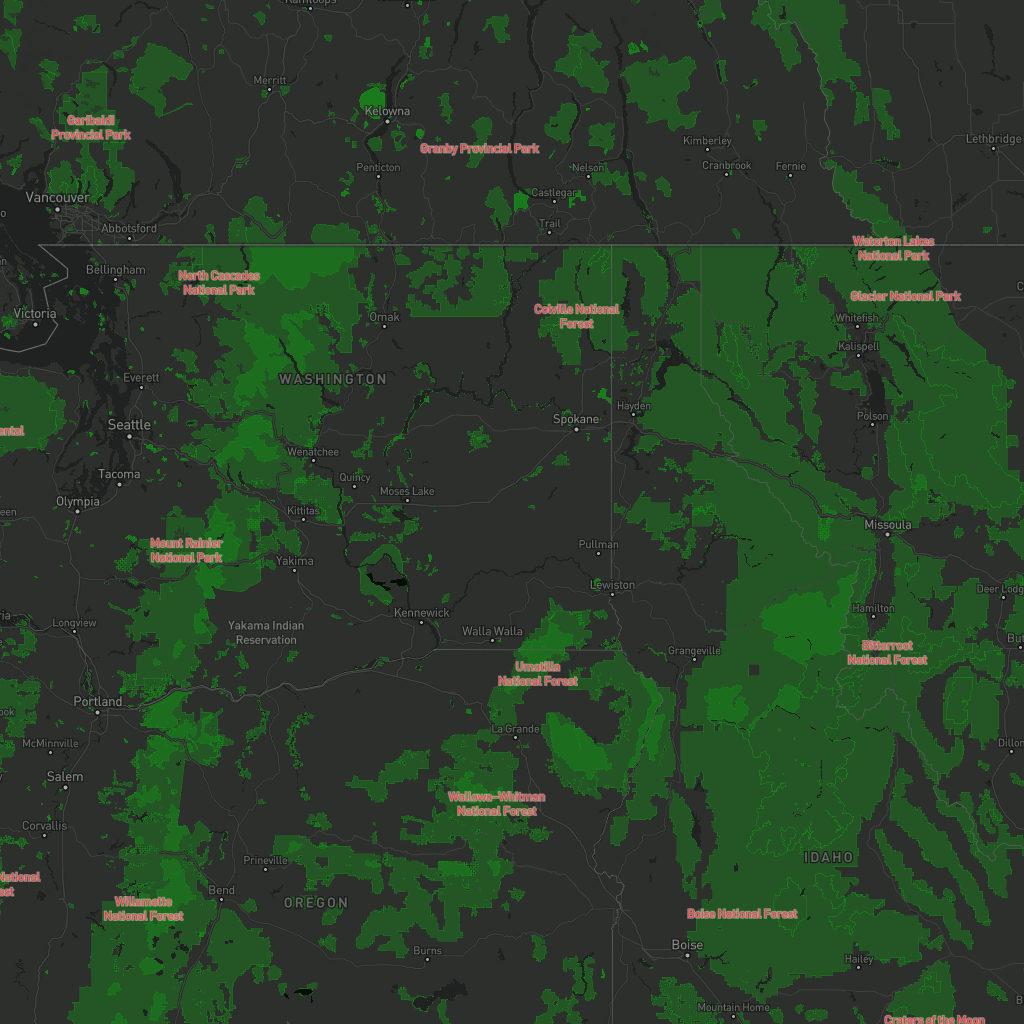 Merritt
Kelowna
Garibaldi
Provincial Park
Granby Provincial Park
Kimberley
Lethbridge
Penticton
Nelson
Cranbrook
Fernie
Castlegar
Vancouver
Trail
Abbotsford
Waterton Lakes
National Park
Bellingham
North Cascades
National Park
Glacier National Park
Victoria
Omak
Colville National
Forest
Whitefish
Kalispell
WASHINGTON
Everett
Hayden
Polson
Seattle
Spokane
Wenatchee
Tacoma
Quincy
Moses Lake
Olympia
Kittitas
Missoula
Mount Rainier
National Park
Pullman
Yakima
Lewiston
Deer Lodg
Kennewick
Hamilton
Longview
Yakama Indian
Reservation
Walla Walla
Grangeville
Bitterroot
National Forest
Umatilla
National Forest
Portland
La Grande
McMinnville
Dillon
Salem
Wallowa-Whitman
National Forest
Corvallis
IDAHO
Prineville
National
Bend
Willamette
National Forest
OREGON
Boise National Forest
Burns
Boise
Hailey
Mountain Home
Craters of the Moon